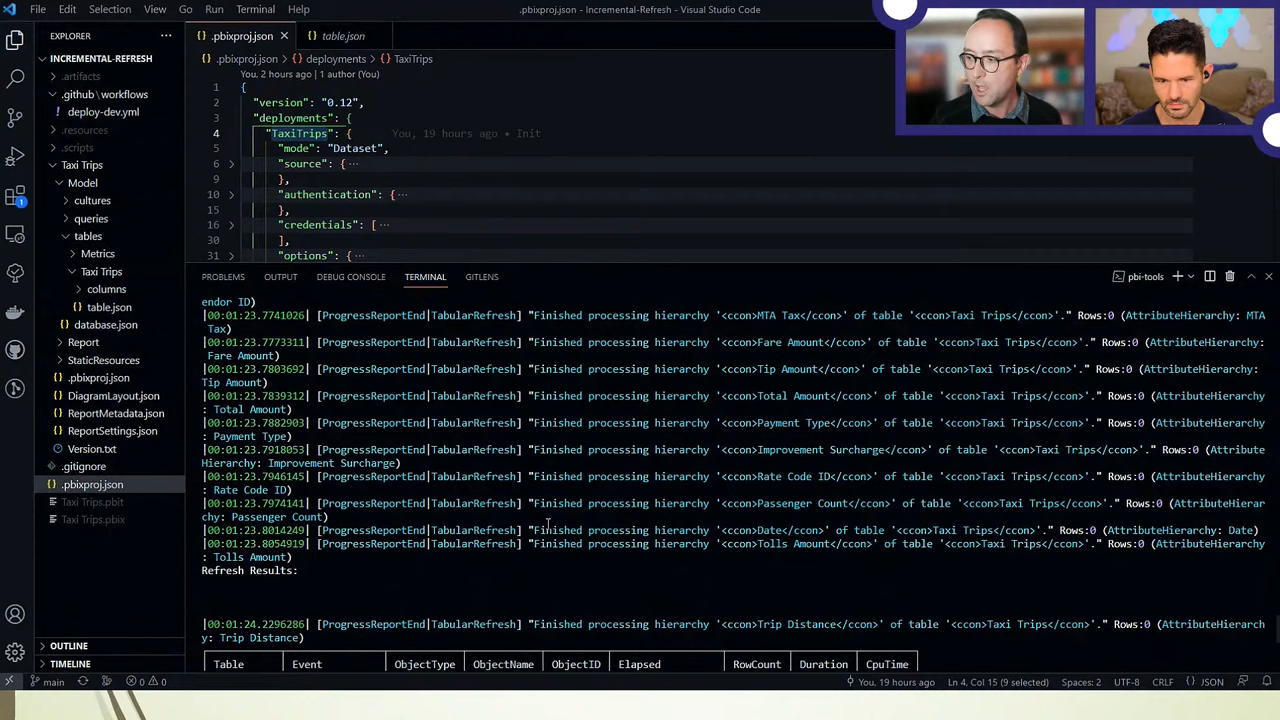 File Edit Selection View Go Run Terminal Help
.pbixproj.json - Incremental-Refresh - Visual Studio Code
EXPLORER
INCREMENTAL-REFRESH
.artifacts
.github\workflows
deploy-dev.yml
.resources
.scripts
Taxi Trips
Model
cultures
queries
tables
Metrics
Taxi Trips
columns
table.json
database.json
Report
StaticResources
.pbixproj.json
DiagramLayout.json
ReportMetadata.json
ReportSettings.json
Version.txt
.gitignore
.pbixproj.json
Taxi Trips.pbit
Taxi Trips.pbix
OUTLINE
TIMELINE
.pbixproj.json table.json
.pbixproj.json > deployments > TaxiTrips
You, 2 hours ago | 1 author (You)
1 {
2 "version": "0.12",
3 "deployments": {
4 "TaxiTrips": { You, 19 hours ago • Init
5 "mode": "Dataset",
6 "source": { ...
9 },
10 "authentication": { ...
15 },
16 "credentials": [ ...
30 ],
31 "options": { ...
PROBLEMS OUTPUT DEBUG CONSOLE TERMINAL GITLENS
pbi-tools
endor ID)
|00:01:23.7741026| [ProgressReportEnd|TabularRefresh] "Finished processing hierarchy '<ccon>MTA Tax</ccon>' of table '<ccon>Taxi Trips</ccon>'." Rows:0 (AttributeHierarchy: MTA
Tax)
|00:01:23.7773311| [ProgressReportEnd|TabularRefresh] "Finished processing hierarchy '<ccon>Fare Amount</ccon>' of table '<ccon>Taxi Trips</ccon>'." Rows:0 (AttributeHierarchy:
Fare Amount)
|00:01:23.7803692| [ProgressReportEnd|TabularRefresh] "Finished processing hierarchy '<ccon>Tip Amount</ccon>' of table '<ccon>Taxi Trips</ccon>'." Rows:0 (AttributeHierarchy:
Tip Amount)
|00:01:23.7839312| [ProgressReportEnd|TabularRefresh] "Finished processing hierarchy '<ccon>Total Amount</ccon>' of table '<ccon>Taxi Trips</ccon>'." Rows:0 (AttributeHierarchy
: Total Amount)
|00:01:23.7882903| [ProgressReportEnd|TabularRefresh] "Finished processing hierarchy '<ccon>Payment Type</ccon>' of table '<ccon>Taxi Trips</ccon>'." Rows:0 (AttributeHierarchy
: Payment Type)
|00:01:23.7918053| [ProgressReportEnd|TabularRefresh] "Finished processing hierarchy '<ccon>Improvement Surcharge</ccon>' of table '<ccon>Taxi Trips</ccon>'." Rows:0 (Attribute
Hierarchy: Improvement Surcharge)
|00:01:23.7946145| [ProgressReportEnd|TabularRefresh] "Finished processing hierarchy '<ccon>Rate Code ID</ccon>' of table '<ccon>Taxi Trips</ccon>'." Rows:0 (AttributeHierarchy
: Rate Code ID)
|00:01:23.7974141| [ProgressReportEnd|TabularRefresh] "Finished processing hierarchy '<ccon>Passenger Count</ccon>' of table '<ccon>Taxi Trips</ccon>'." Rows:0 (AttributeHierar
chy: Passenger Count)
|00:01:23.8014249| [ProgressReportEnd|TabularRefresh] "Finished processing hierarchy '<ccon>Date</ccon>' of table '<ccon>Taxi Trips</ccon>'." Rows:0 (AttributeHierarchy: Date)
|00:01:23.8054919| [ProgressReportEnd|TabularRefresh] "Finished processing hierarchy '<ccon>Tolls Amount</ccon>' of table '<ccon>Taxi Trips</ccon>'." Rows:0 (AttributeHierarchy
: Tolls Amount)
Refresh Results:
|00:01:24.2296286| [ProgressReportEnd|TabularRefresh] "Finished processing hierarchy '<ccon>Trip Distance</ccon>' of table '<ccon>Taxi Trips</ccon>'." Rows:0 (AttributeHierarch
y: Trip Distance)
Table Event ObjectType ObjectName ObjectID Elapsed RowCount Duration CpuTime
main 0 0 You, 19 hours ago Ln 4, Col 15 (9 selected) Spaces: 2 UTF-8 CRLF {} JSON